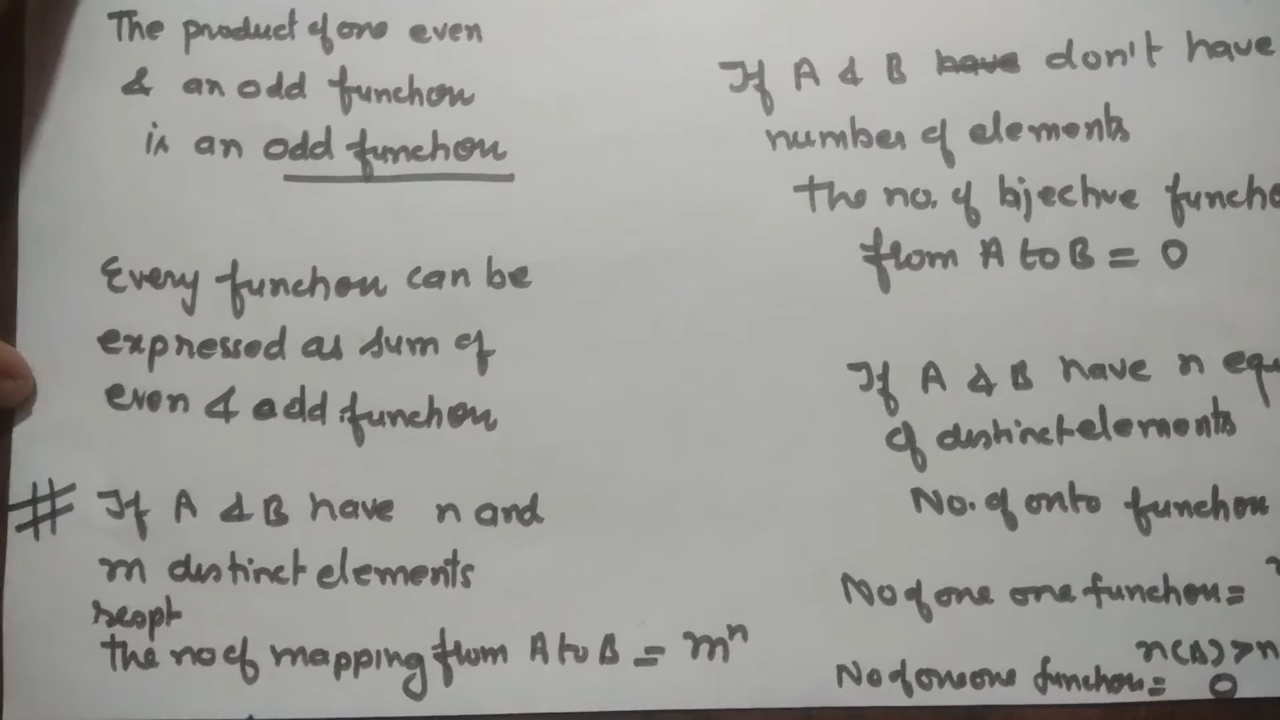 The product of one even
& an odd function
is an odd function
Every function can be
expressed as sum of
even & odd function
# If A & B have n and
m distinct elements
respt
the no of mapping from A to B = mⁿ
If A & B have don't have
number of elements
the no. of bijective functio
from A to B = 0
If A & B have n equ
of distinct elements
No. of onto function
No of one one function =
n(A) > n
No of one one function = 0